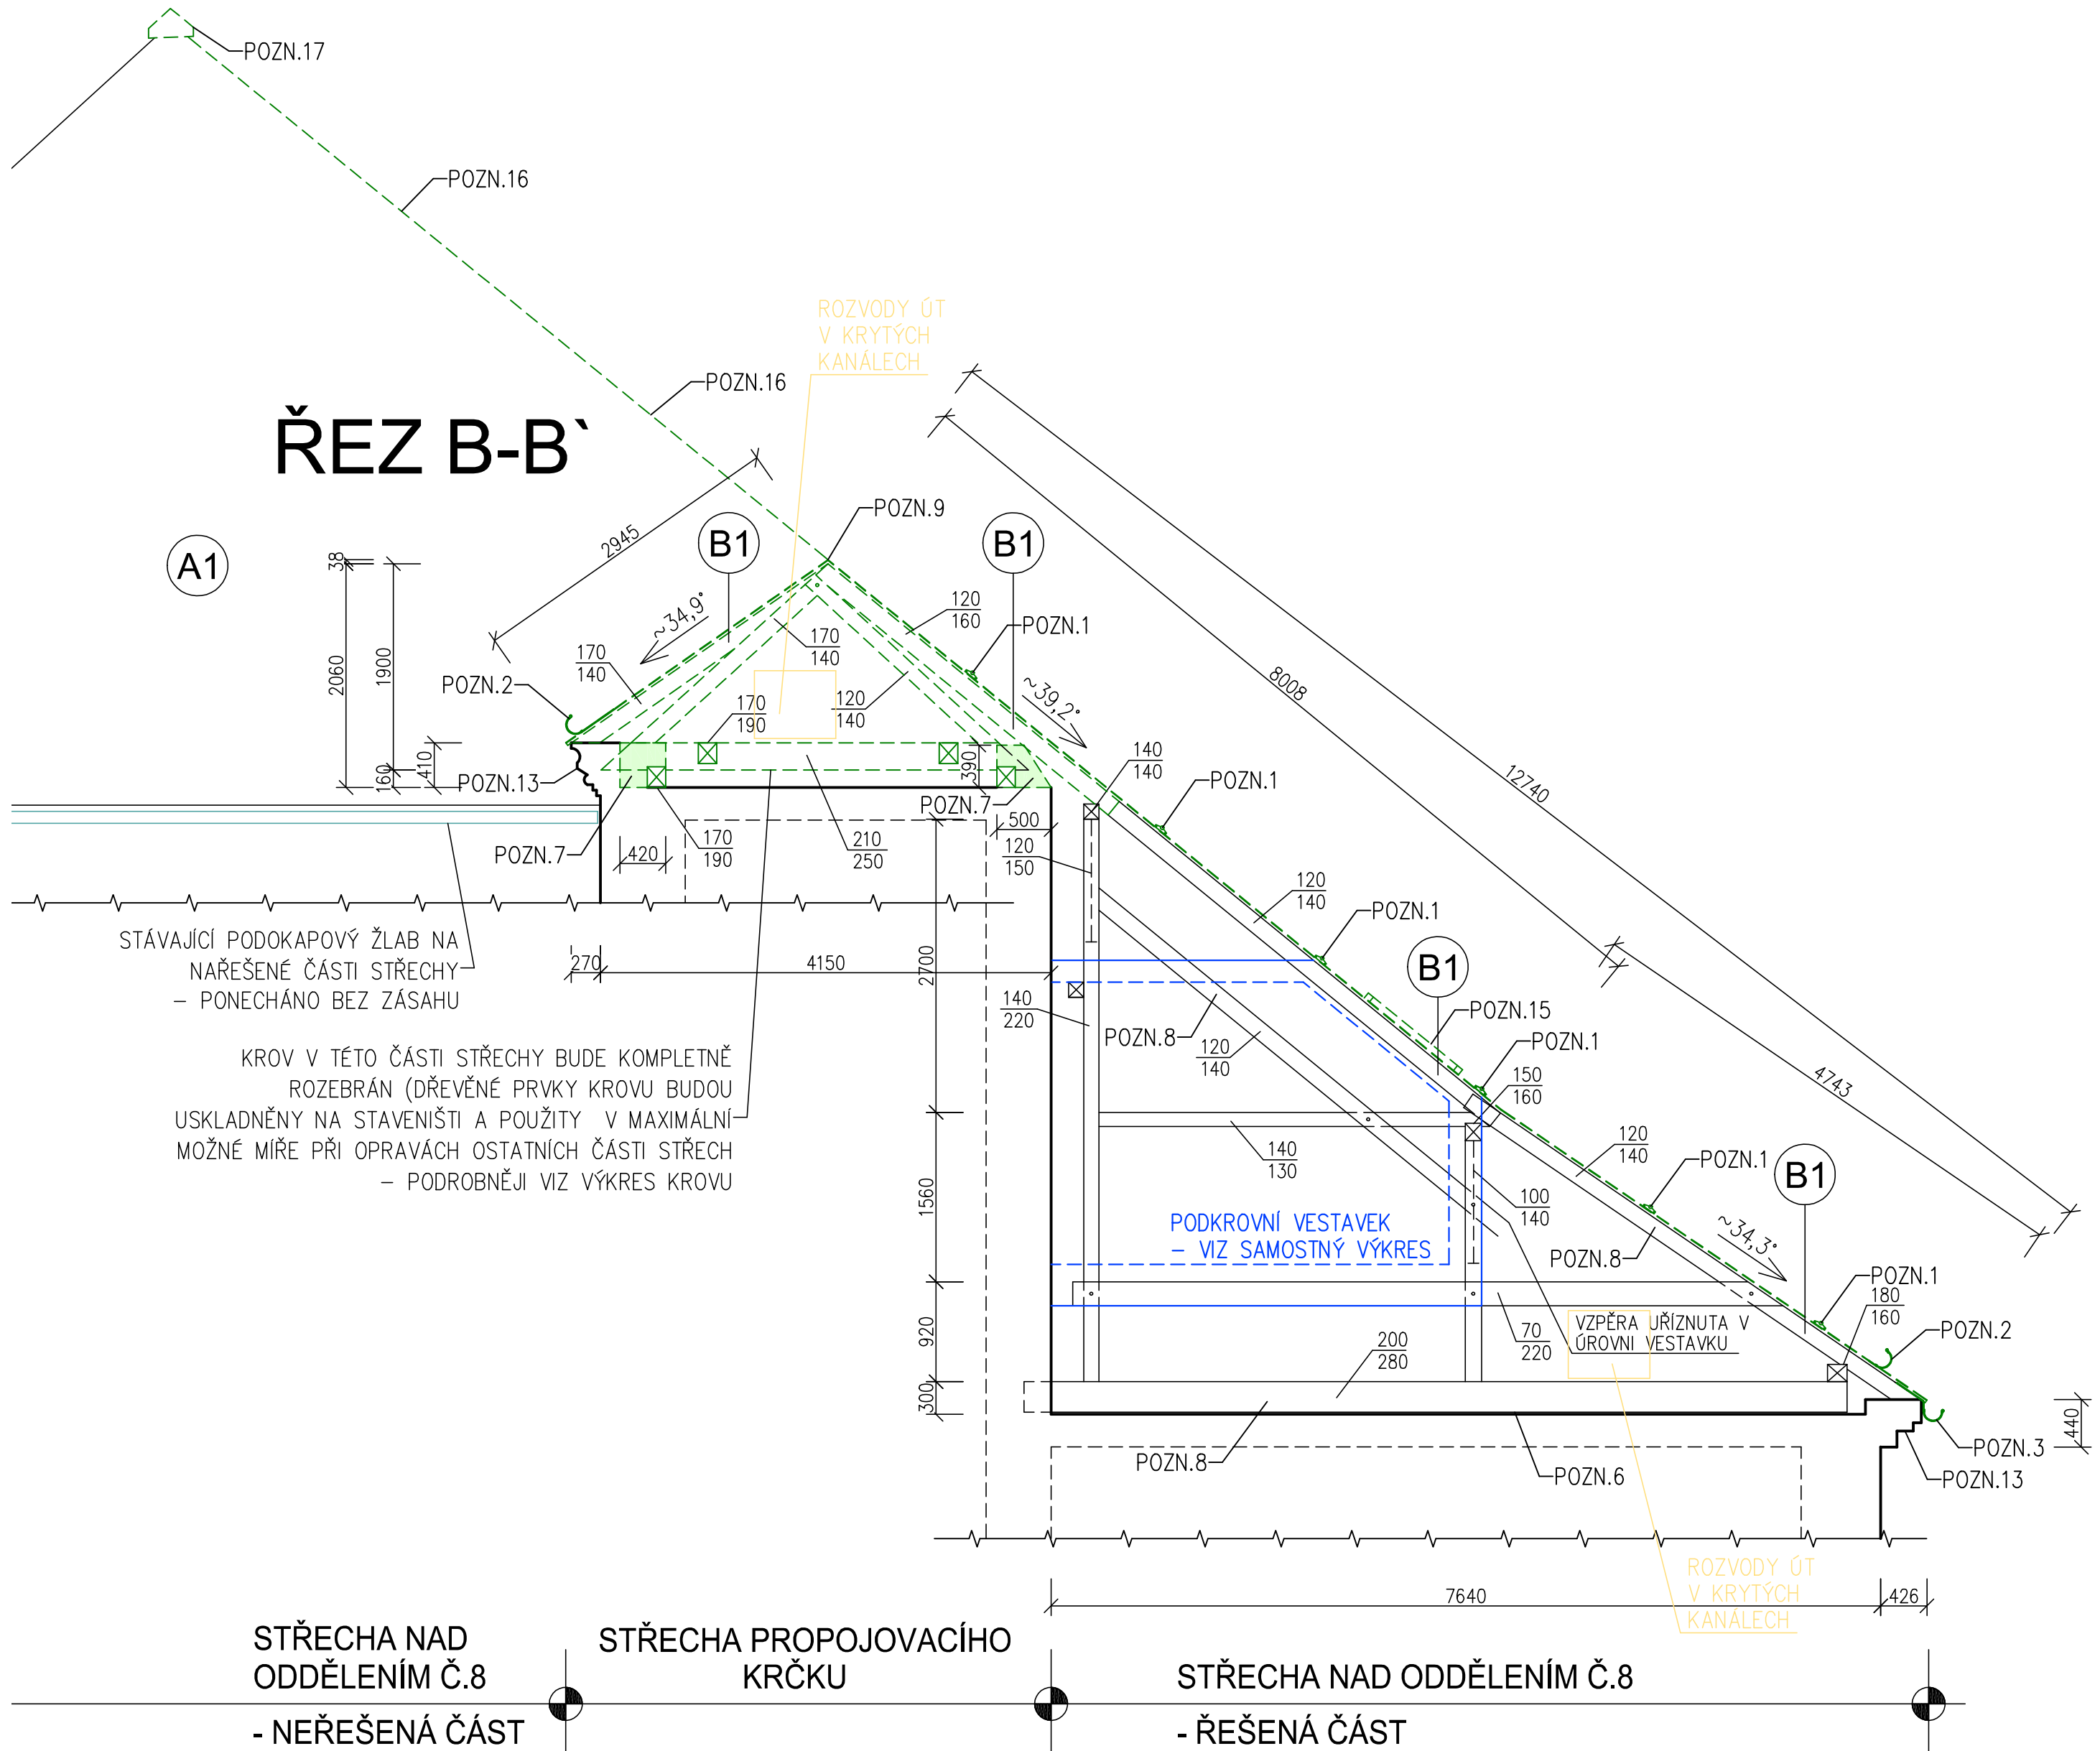 POZN.17
POZN.16
ROZVODY ÚT
V KRYTÝCH
KANÁLECH
POZN.16
ŘEZ B-B`
POZN.9
2945
B1
B1
A1
38
12740
8008
~34,9°
120
160
POZN.1
2060
1900
170
140
170
140
POZN.2
~39,2°
170
190
120
140
140
140
POZN.1
410
160
390
POZN.13
POZN.7
500
POZN.7
420
170
190
210
250
120
150
120
140
POZN.1
STÁVAJÍCÍ PODOKAPOVÝ ŽLAB NA
NAŘEŠENÉ ČÁSTI STŘECHY
– PONECHÁNO BEZ ZÁSAHU
270
4150
2700
B1
140
220
POZN.8
POZN.15
POZN.1
120
140
150
160
4743
KROV V TÉTO ČÁSTI STŘECHY BUDE KOMPLETNĚ
ROZEBRÁN (DŘEVĚNÉ PRVKY KROVU BUDOU
USKLADNĚNY NA STAVENIŠTI A POUŽITY V MAXIMÁLNÍ
MOŽNÉ MÍŘE PŘI OPRAVÁCH OSTATNÍCH ČÁSTI STŘECH
– PODROBNĚJI VIZ VÝKRES KROVU
140
130
120
140
POZN.1
B1
1560
100
140
PODKROVNÍ VESTAVEK
– VIZ SAMOSTNÝ VÝKRES
~34,3°
POZN.8
POZN.1
180
160
920
70
220
VZPĚRA UŘÍZNUTA V
ÚROVNI VESTAVKU
POZN.2
200
280
300
440
POZN.8
POZN.6
POZN.3
POZN.13
ROZVODY ÚT
V KRYTÝCH
KANÁLECH
7640
426
STŘECHA NAD
ODDĚLENÍM Č.8
- NEŘEŠENÁ ČÁST
STŘECHA PROPOJOVACÍHO
KRČKU
STŘECHA NAD ODDĚLENÍM Č.8
- ŘEŠENÁ ČÁST